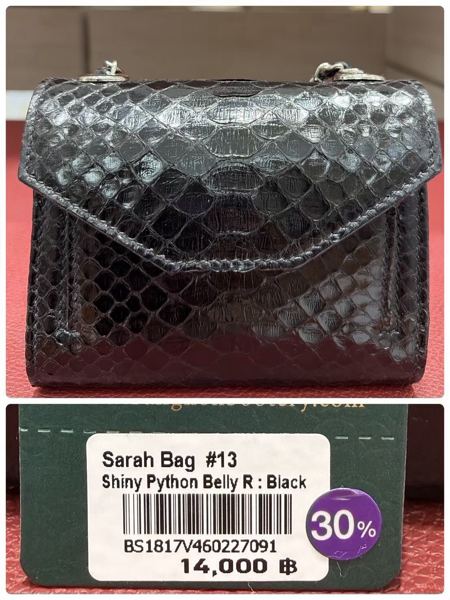 Sarah Bag #13
Shiny Python Belly R : Black
BS1817V460227091
14,000 ฿
30%